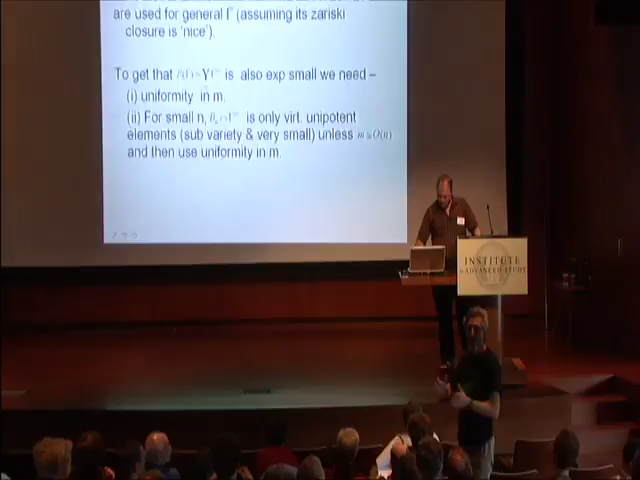 are used for general Γ (assuming its zariski
closure is 'nice').
To get that is also exp small we need –
(i) uniformity in m.
(ii) For small n, is only virt. unipotent
elements (sub variety & very small) unless
and then use uniformity in m.
INSTITUTE
ADVANCED STUDY